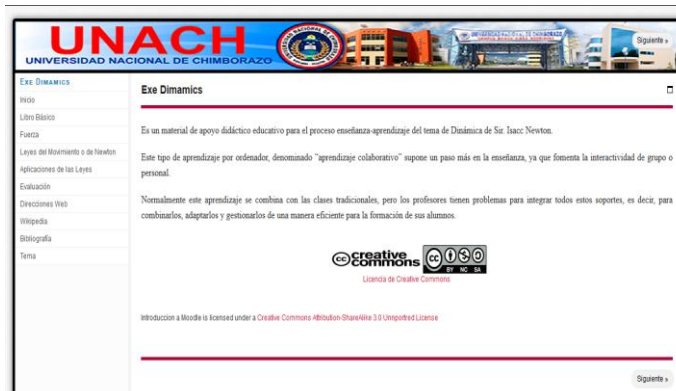 UNACH
UNIVERSIDAD NACIONAL DE CHIMBORAZO
Siguiente »
EXE DIMAMICS
Inicio
Libro Básico
Fuerza
Leyes del Movimiento o de Newton
Aplicaciones de las Leyes
Evaluación
Direcciones Web
Wikipedia
Bibliografía
Tema
Exe Dimamics
Es un material de apoyo didáctico educativo para el proceso enseñanza-aprendizaje del tema de Dinámica de Sir. Isacc Newton.
Este tipo de aprendizaje por ordenador, denominado "aprendizaje colaborativo" supone un paso más en la enseñanza, ya que fomenta la interactividad de grupo o
personal.
Normalmente este aprendizaje se combina con las clases tradicionales, pero los profesores tienen problemas para integrar todos estos soportes, es decir, para
combinarlos, adaptarlos y gestionarlos de una manera eficiente para la formación de sus alumnos.
cc creative commons
BY NC SA
Licencia de Creative Commons
Introduccion a Moodle is licensed under a Creative Commons Attribution-ShareAlike 3.0 Unported License
Siguiente »